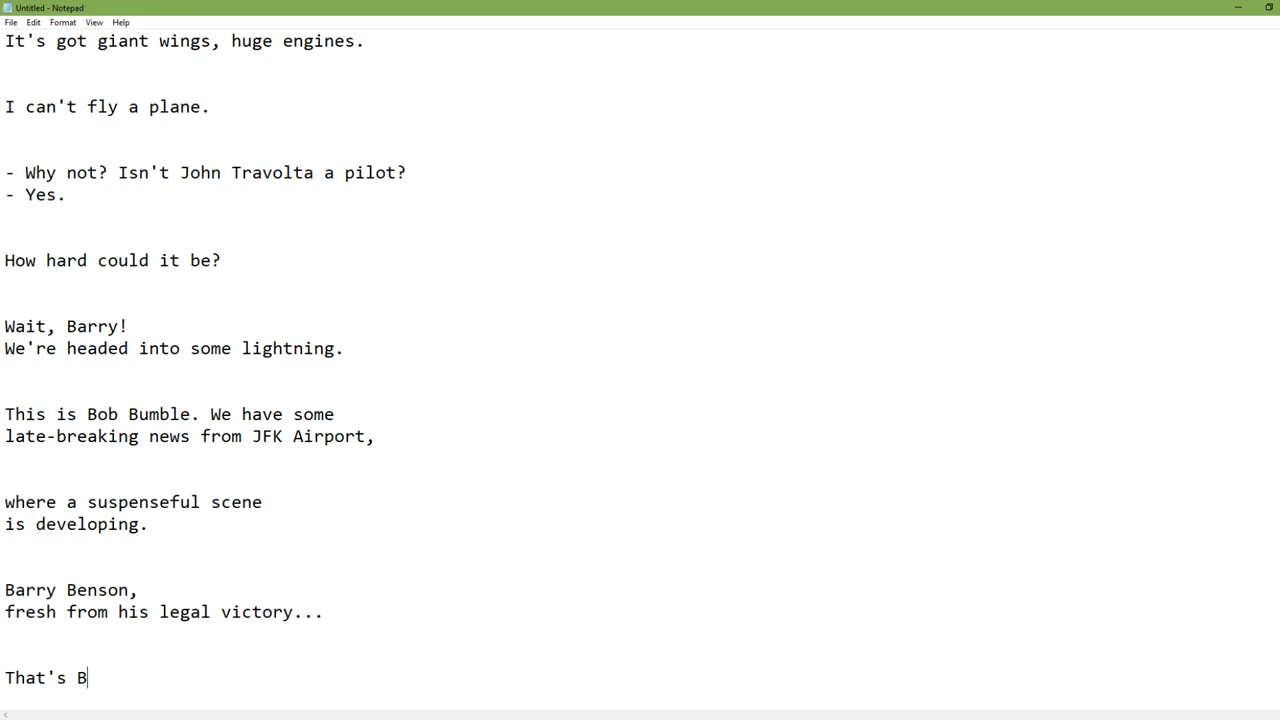 Untitled - Notepad
File Edit Format View Help
It's got giant wings, huge engines.
I can't fly a plane.
- Why not? Isn't John Travolta a pilot?
- Yes.
How hard could it be?
Wait, Barry!
We're headed into some lightning.
This is Bob Bumble. We have some
late-breaking news from JFK Airport,
where a suspenseful scene
is developing.
Barry Benson,
fresh from his legal victory...
That's B